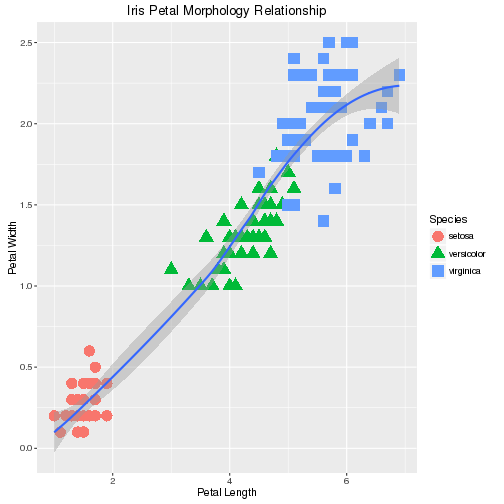 Iris Petal Morphology Relationship
Petal Width
2.5
2.0
1.5
1.0
0.5
0.0
2
4
6
Petal Length
Species
setosa
versicolor
virginica